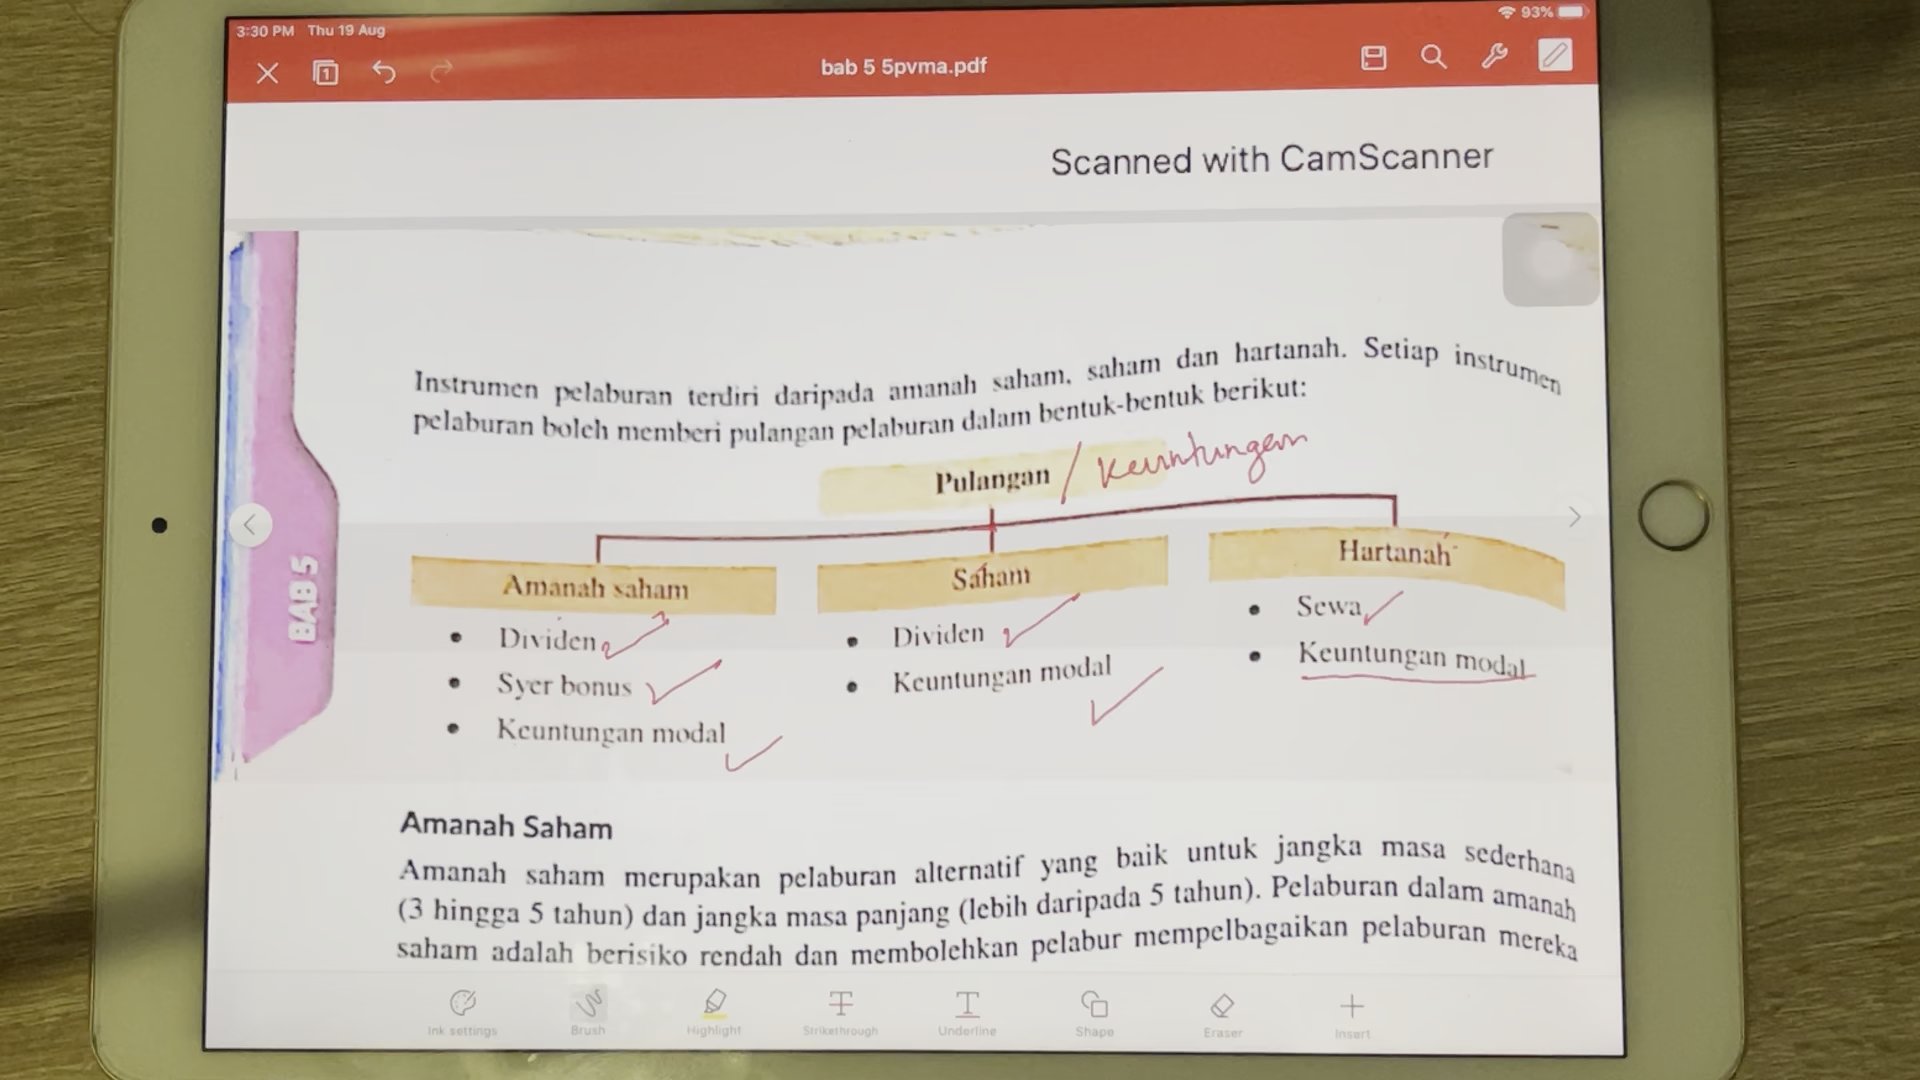 3:30 PM Thu 19 Aug
93%
1
bab 5 5pvma.pdf
Scanned with CamScanner
BAB 5
Instrumen pelaburan terdiri daripada amanah saham, saham dan hartanah. Setiap instrumen
pelaburan boleh memberi pulangan pelaburan dalam bentuk-bentuk berikut:
Pulangan / Keuntungan
Amanah saham
• Dividen
• Syer bonus
• Keuntungan modal
Saham
• Dividen
• Keuntungan modal
Hartanah
• Sewa
• Keuntungan modal
Amanah Saham
Amanah saham merupakan pelaburan alternatif yang baik untuk jangka masa sederhana
(3 hingga 5 tahun) dan jangka masa panjang (lebih daripada 5 tahun). Pelaburan dalam amanah
saham adalah berisiko rendah dan membolehkan pelabur mempelbagaikan pelaburan mereka
Ink settings
Brush
Highlight
Strikethrough
Underline
Shape
Eraser
Insert